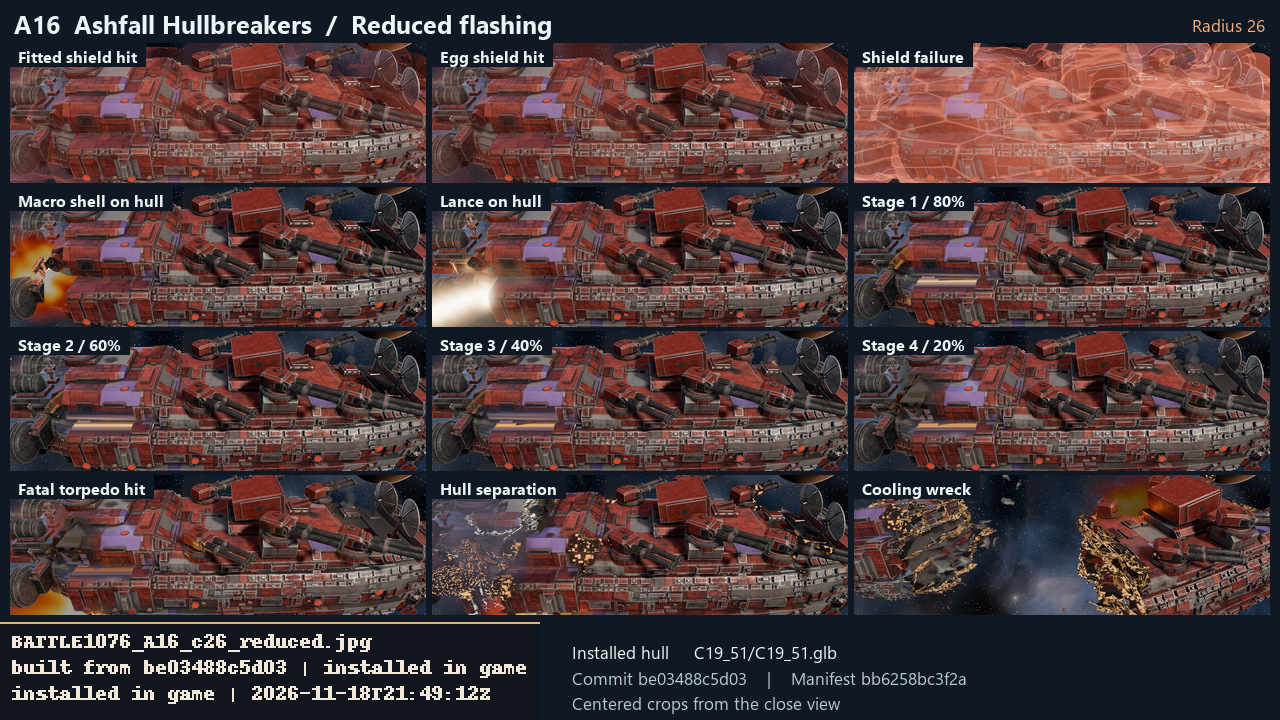 A16 Ashfall Hullbreakers / Reduced flashing
Radius 26
Fitted shield hit
Egg shield hit
Shield failure
Macro shell on hull
Lance on hull
Stage 1 / 80%
Stage 2 / 60%
Stage 3 / 40%
Stage 4 / 20%
Fatal torpedo hit
Hull separation
Cooling wreck
BATTLE1076_A16_c26_reduced.jpg
built from be03488c5d03 | installed in game
installed in game | 2026-11-18T21:49:12Z
Installed hull C19_51/C19_51.glb
Commit be03488c5d03 | Manifest bb6258bc3f2a
Centered crops from the close view